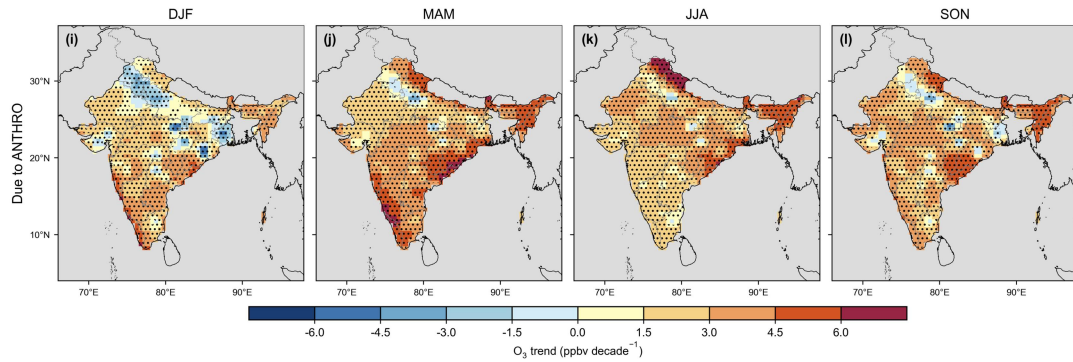 DJF MAM JJA SON
(i) (j) (k) (l)
Due to ANTHRO
30°N
20°N
10°N
70°E 80°E 90°E 70°E 80°E 90°E 70°E 80°E 90°E 70°E 80°E 90°E
-6.0 -4.5 -3.0 -1.5 0.0 1.5 3.0 4.5 6.0
O₃ trend (ppbv decade⁻¹)